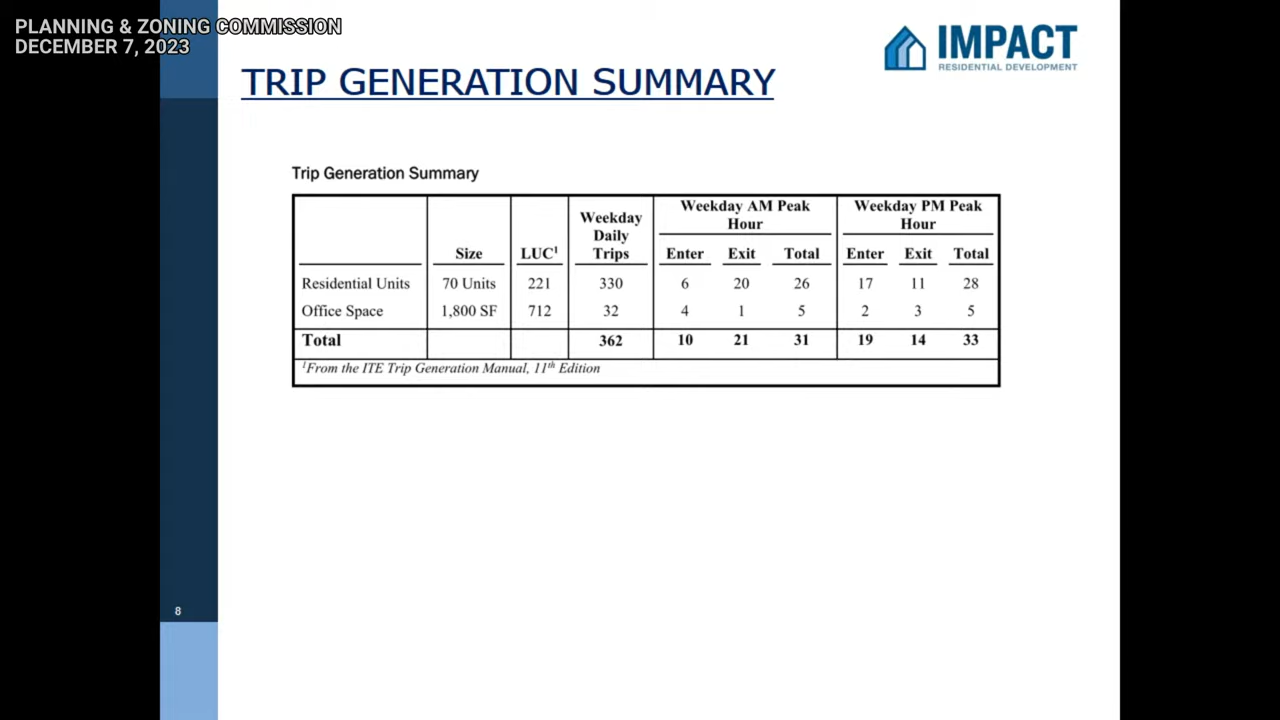 PLANNING & ZONING COMMISSION
DECEMBER 7, 2023
IMPACT
RESIDENTIAL DEVELOPMENT
TRIP GENERATION SUMMARY
Trip Generation Summary
Weekday AM Peak Hour Weekday PM Peak Hour
Size LUC¹ Weekday Daily Trips Enter Exit Total Enter Exit Total
Residential Units 70 Units 221 330 6 20 26 17 11 28
Office Space 1,800 SF 712 32 4 1 5 2 3 5
Total 362 10 21 31 19 14 33
¹From the ITE Trip Generation Manual, 11th Edition
8